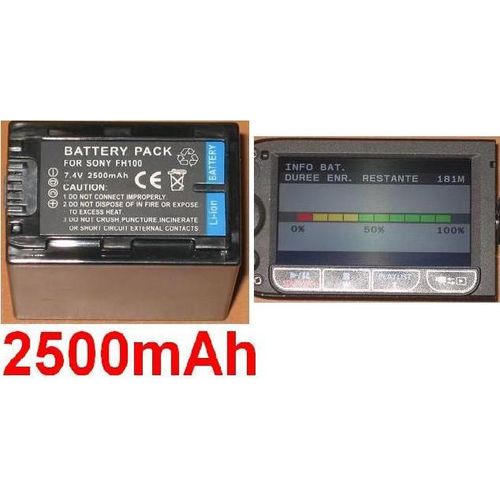 BATTERY PACK
FOR SONY FH100
7.4V 2500mAh
CAUTION:
1 DO NOT CONNECT IMPROPERLY
2 DO NOT DISPOSE OF IN FIRE OR
TO EXCESS HEAT
3 DO NOT CRUSH,PUNCTURE,INCINERATE
OR SHORT CIRCUIT EXTERNAL CONTACTS
BATTERY
Li-ion
INFO BAT.
DUREE ENR. RESTANTE 181M
0% 50% 100%
PLAYLIST
2500mAh